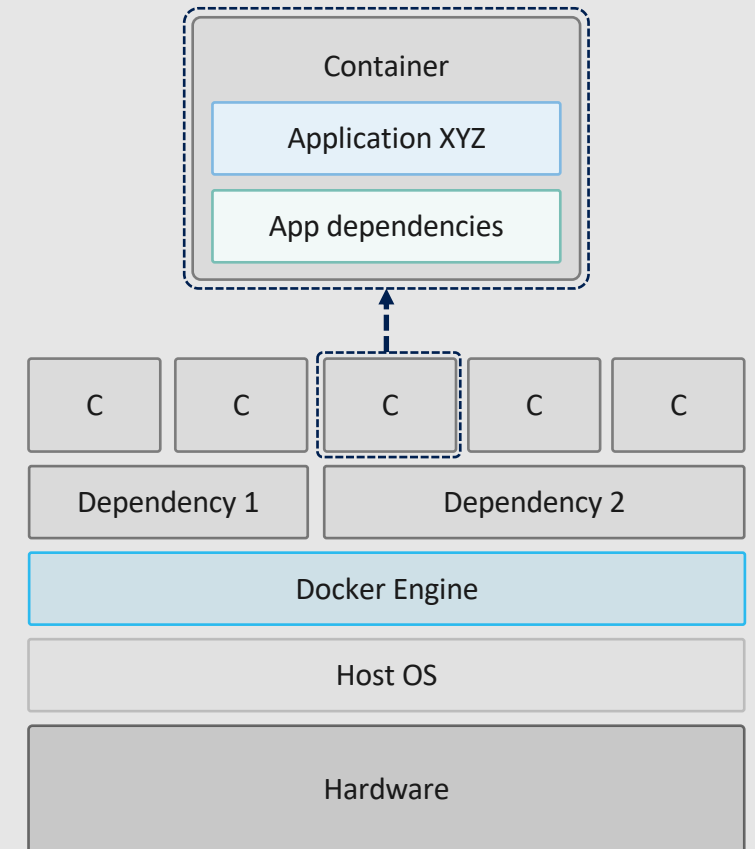 Container
Application XYZ
App dependencies
C C C C C
Dependency 1 Dependency 2
Docker Engine
Host OS
Hardware